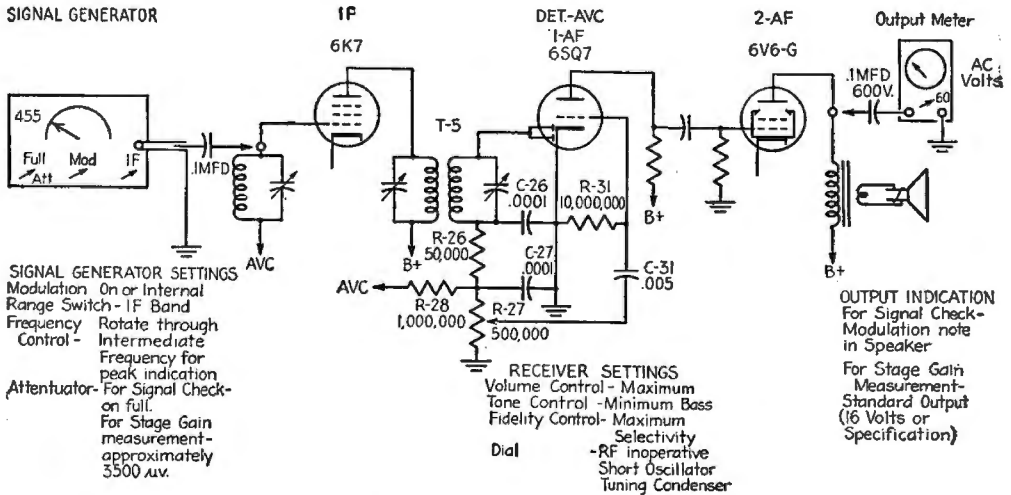 SIGNAL GENERATOR
IF
6K7
DET.-AVC
1-AF
6SQ7
2-AF
6V6-G
Output Meter
AC
Volts
60
.1MFD
600V.
455
Full
Att
Mod
IF
.1MFD
T-5
C-26
.0001
R-31
10,000,000
B+
R-26
50,000
C-27
.0001
C-31
.005
AVC
B+
AVC
R-28
1,000,000
R-27
500,000
B+
SIGNAL GENERATOR SETTINGS
Modulation On or Internal
Range Switch - IF Band
Frequency Control - Rotate through
Intermediate
Frequency for
peak indication
Attentuator - For Signal Check-
on full.
For Stage Gain
measurement-
approximately
3500 μv.
RECEIVER SETTINGS
Volume Control - Maximum
Tone Control - Minimum Bass
Fidelity Control - Maximum
Selectivity
Dial - RF inoperative
Short Oscillator
Tuning Condenser
OUTPUT INDICATION
For Signal Check-
Modulation note
in Speaker
For Stage Gain
Measurement-
Standard Output
(16 Volts or
Specification)